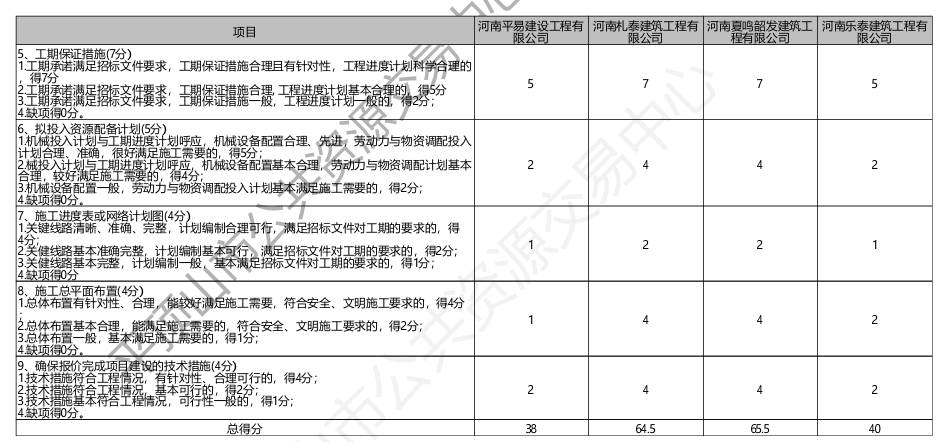 项目
河南平易建设工程有限公司
河南札泰建筑工程有限公司
河南夏鸣韶发建筑工程有限公司
河南乐泰建筑工程有限公司
5、工期保证措施(7分)
1.工期承诺满足招标文件要求，工期保证措施合理且有针对性，工程进度计划科学合理的
，得7分
2.工期承诺满足招标文件要求，工期保证措施合理,工程进度计划基本合理的，得5分
3.工期承诺满足招标文件要求，工期保证措施一般，工程进度计划一般的，得2分；
4.缺项得0分。
5 7 7 5
6、拟投入资源配备计划(5分)
1.机械投入计划与工期进度计划呼应，机械设备配置合理、先进，劳动力与物资调配投入
计划合理、准确，很好满足施工需要的，得5分；
2.械投入计划与工期进度计划呼应，机械设备配置基本合理,，劳动力与物资调配计划基本
合理，较好满足施工需要的，得4分；
3.机械设备配置一般，劳动力与物资调配投入计划基本满足施工需要的，得2分；
4.缺项得0分。
2 4 4 2
7、施工进度表或网络计划图(4分)
1.关键线路清晰、准确、完整，计划编制合理可行，满足招标文件对工期的要求的，得
4分；
2.关健线路基本准确完整，计划编制基本可行，满足招标文件对工期的要求的，得2分；
3.关健线路基本完整，计划编制一般，基本满足招标文件对工期的要求的，得1分；
4.缺项得0分
1 2 2 1
8、施工总平面布置(4分)
1.总体布置有针对性、合理，能较好满足施工需要，符合安全、文明施工要求的，得4分
；
2.总体布置基本合理，能满足施工需要的，符合安全、文明施工要求的，得2分；
3.总体布置一般，基本满足施工需要的，得1分；
4.缺项得0分。
1 4 4 2
9、确保报价完成项目建设的技术措施(4分)
1.技术措施符合工程情况，有针对性、合理可行的，得4分；
2.技术措施符合工程情况，基本可行的，得2分；
3.技术措施基本符合工程情况，可行性一般的，得1分；
4.缺项得0分。
2 4 4 2
总得分 38 64.5 65.5 40
平顶山市公共资源交易中心
山市公共资源交易中心